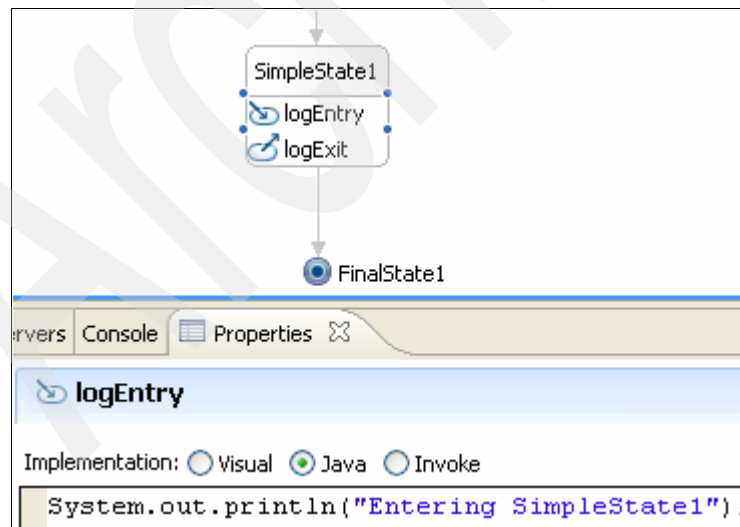 SimpleState1
logEntry
logExit
FinalState1
rvers Console Properties
logEntry
Implementation: Visual Java Invoke
System.out.println("Entering SimpleState1")